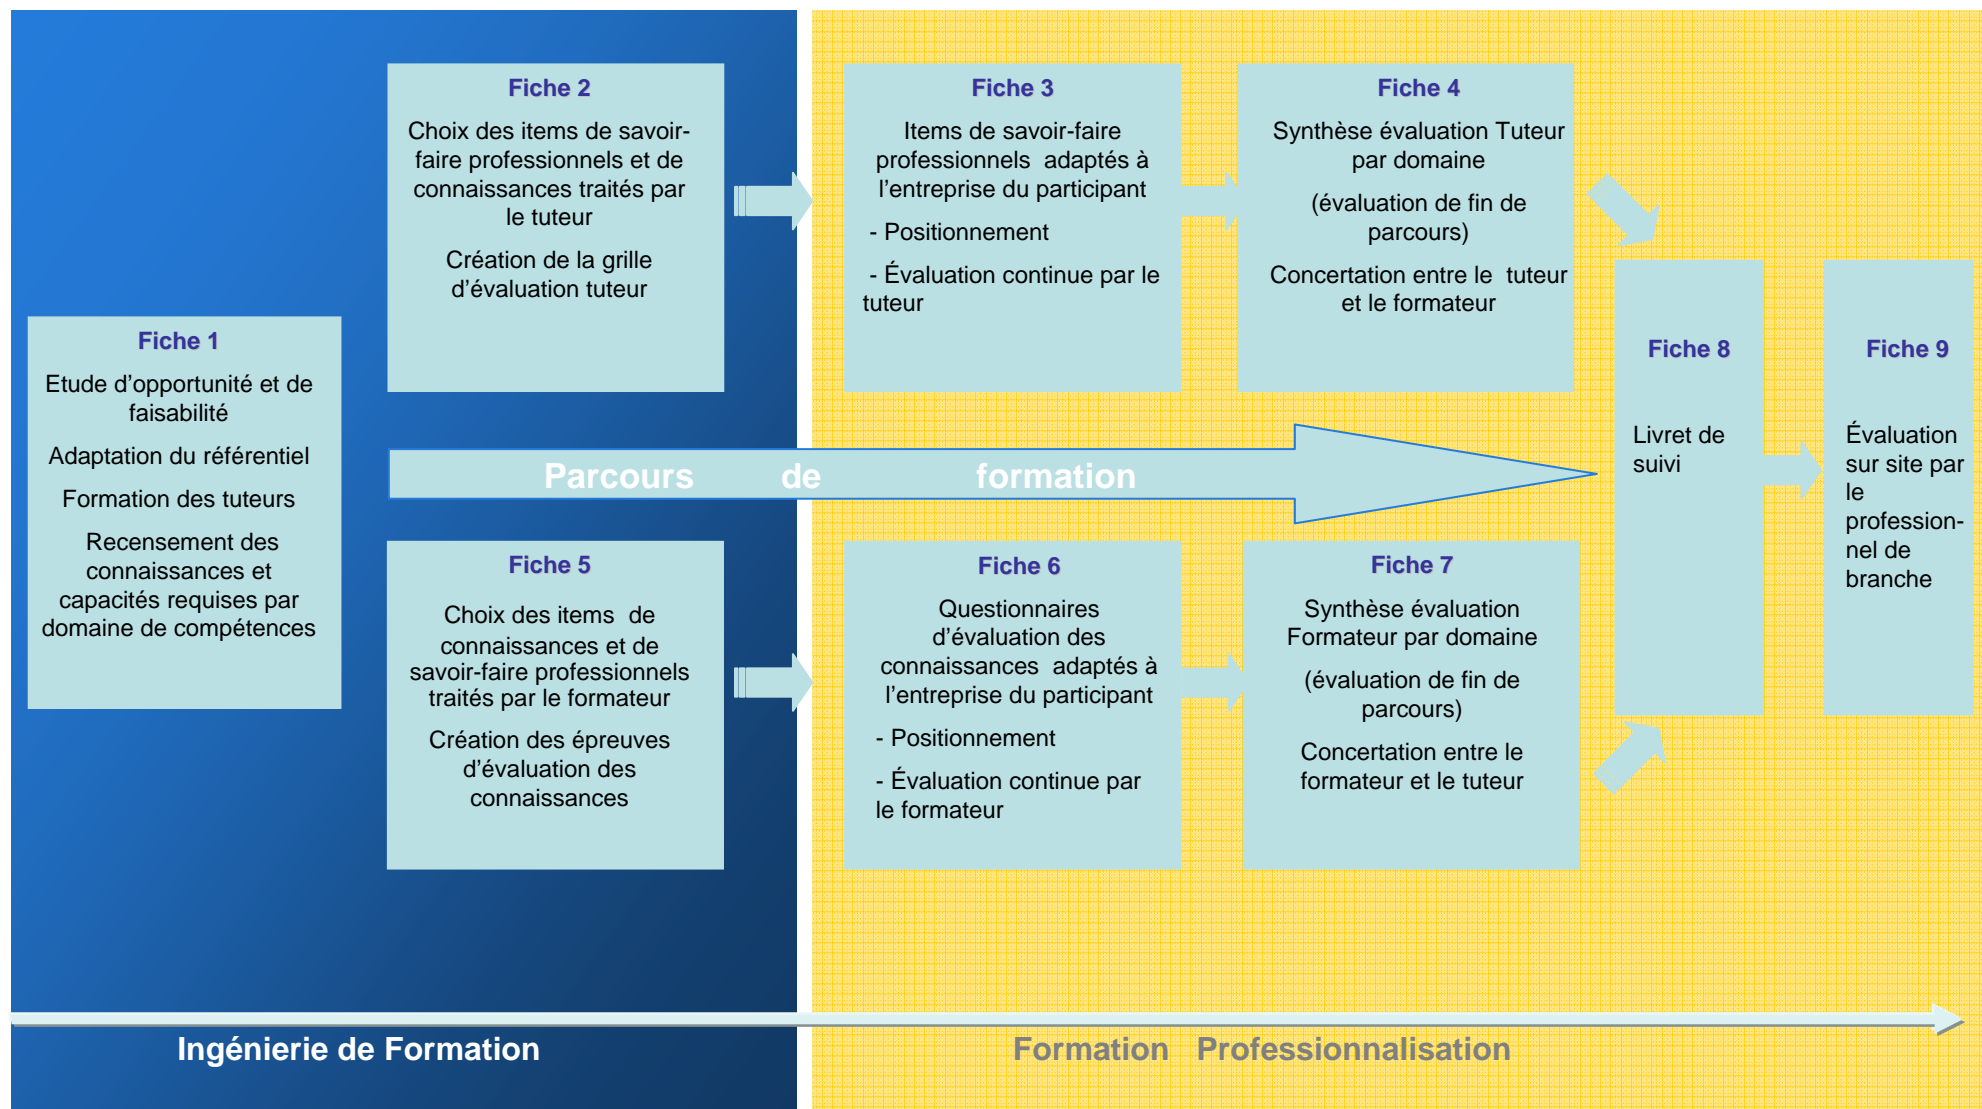 Fiche 1
Etude d’opportunité et de
faisabilité
Adaptation du référentiel
Formation des tuteurs
Recensement des
connaissances et
capacités requises par
domaine de compétences
Fiche 2
Choix des items de savoir-
faire professionnels et de
connaissances traités par
le tuteur
Création de la grille
d’évaluation tuteur
Fiche 3
Items de savoir-faire
professionnels adaptés à
l’entreprise du participant
- Positionnement
- Évaluation continue par le
tuteur
Fiche 4
Synthèse évaluation Tuteur
par domaine
(évaluation de fin de
parcours)
Concertation entre le tuteur
et le formateur
Parcours de formation
Fiche 5
Choix des items de
connaissances et de
savoir-faire professionnels
traités par le formateur
Création des épreuves
d’évaluation des
connaissances
Fiche 6
Questionnaires
d’évaluation des
connaissances adaptés à
l’entreprise du participant
- Positionnement
- Évaluation continue par
le formateur
Fiche 7
Synthèse évaluation
Formateur par domaine
(évaluation de fin de
parcours)
Concertation entre le
formateur et le tuteur
Fiche 8
Livret de
suivi
Fiche 9
Évaluation
sur site par
le
profession-
nel de
branche
Ingénierie de Formation
Formation Professionnalisation